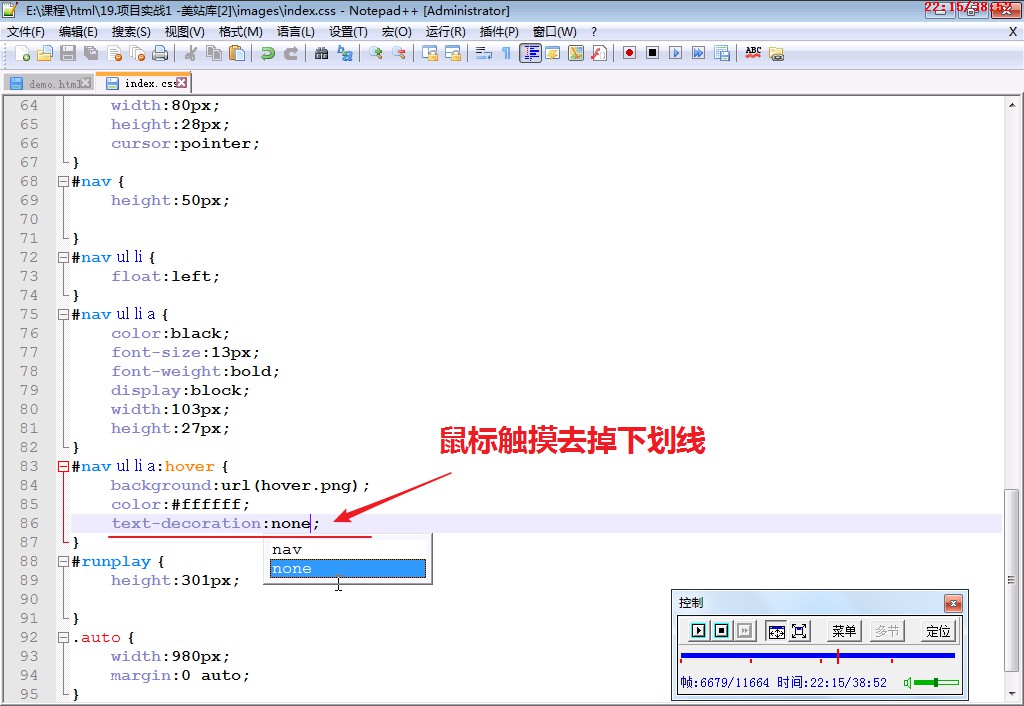 E:\课程\html\19.项目实战1 -美站库[2]\images\index.css - Notepad++ [Administrator]
22:15/38:52
文件(F) 编辑(E) 搜索(S) 视图(V) 格式(M) 语言(L) 设置(T) 宏(O) 运行(R) 插件(P) 窗口(W) ? X
ABC
demo.html index.css
64 width:80px;
65 height:28px;
66 cursor:pointer;
67 }
68 #nav {
69 height:50px;
70
71 }
72 #nav ul li {
73 float:left;
74 }
75 #nav ul li a {
76 color:black;
77 font-size:13px;
78 font-weight:bold;
79 display:block;
80 width:103px;
81 height:27px;
82 }
鼠标触摸去掉下划线
83 #nav ul li a:hover {
84 background:url(hover.png);
85 color:#ffffff;
86 text-decoration:none;
87 }
nav
none
88 #runplay {
89 height:301px;
90
91 }
92 .auto {
93 width:980px;
94 margin:0 auto;
95 }
控制
菜单 多节 定位
帧:6679/11664 时间:22:15/38:52